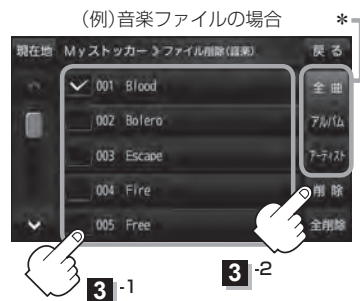 (例)音楽ファイルの場合 *
現在地 Myストッカー > ファイル削除(音楽) 戻る
001 Blood 全曲
002 Bolero アルバム
003 Escape アーティスト
004 Fire 削除
005 Free 全削除
3 -1
3 -2